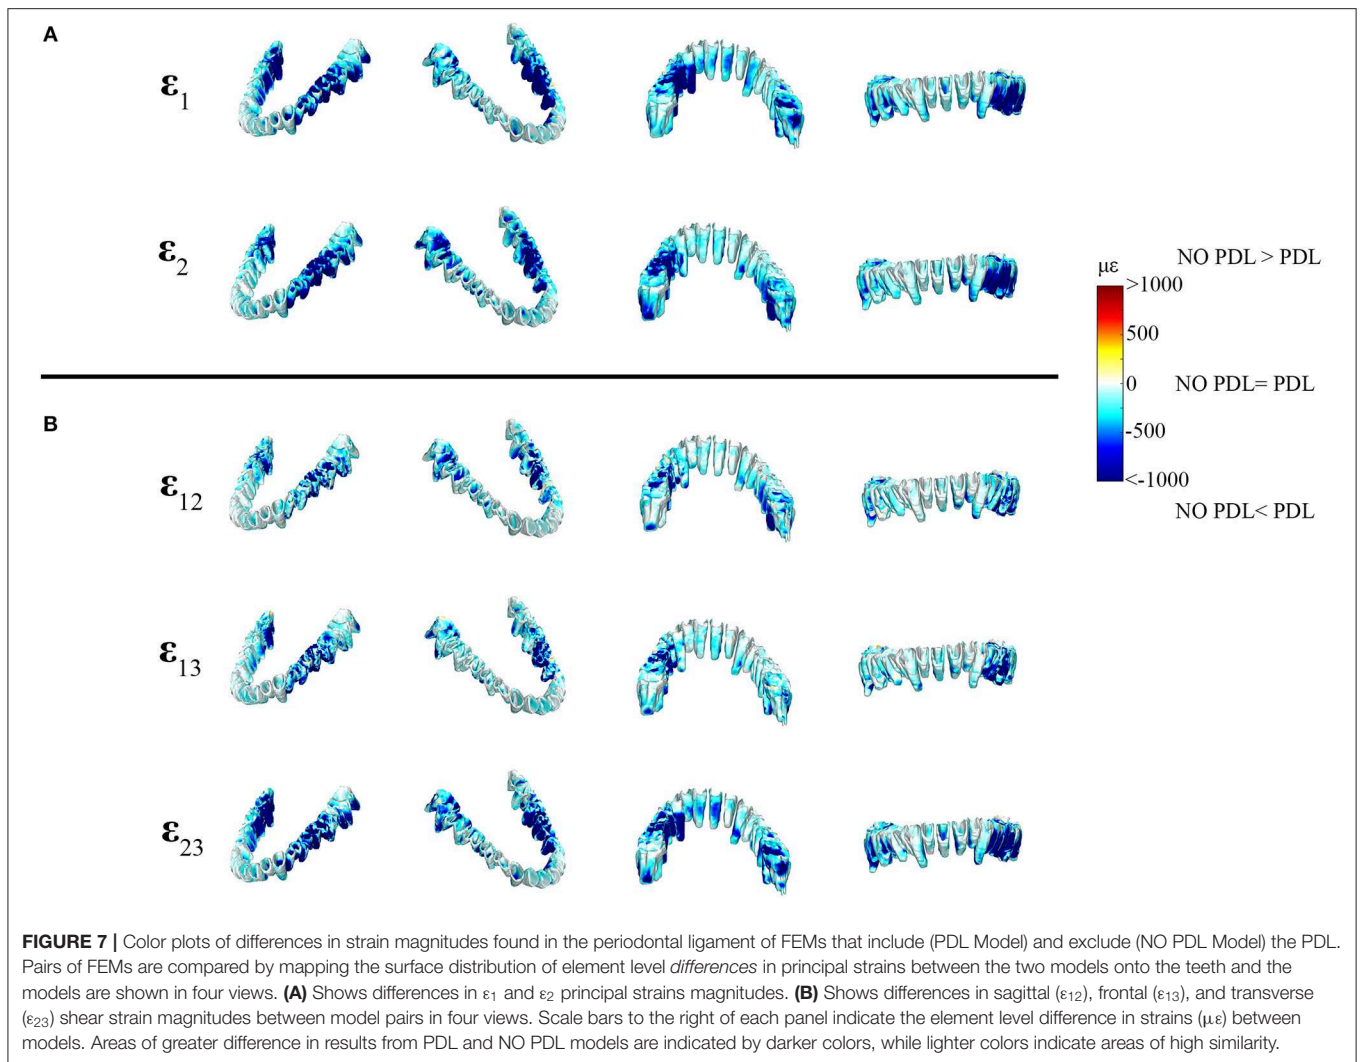 A
ε1
ε2
NO PDL > PDL
με
>1000
500
0
NO PDL= PDL
-500
<-1000
NO PDL< PDL
B
ε12
ε13
ε23
FIGURE 7 | Color plots of differences in strain magnitudes found in the periodontal ligament of FEMs that include (PDL Model) and exclude (NO PDL Model) the PDL.
Pairs of FEMs are compared by mapping the surface distribution of element level differences in principal strains between the two models onto the teeth and the
models are shown in four views. (A) Shows differences in ε1 and ε2 principal strains magnitudes. (B) Shows differences in sagittal (ε12), frontal (ε13), and transverse
(ε23) shear strain magnitudes between model pairs in four views. Scale bars to the right of each panel indicate the element level difference in strains (με) between
models. Areas of greater difference in results from PDL and NO PDL models are indicated by darker colors, while lighter colors indicate areas of high similarity.